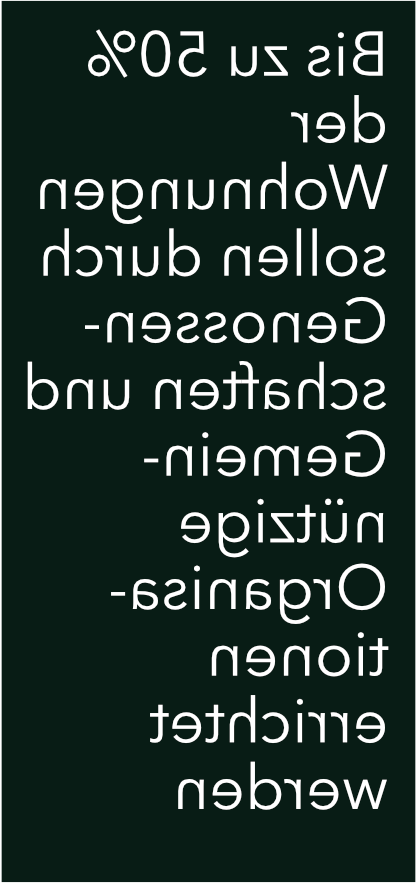 Bis zu 50%
der
Wohnungen
sollen durch
Genossen-
schaften und
Gemein-
nützige
Organisa-
tionen
errichtet
werden